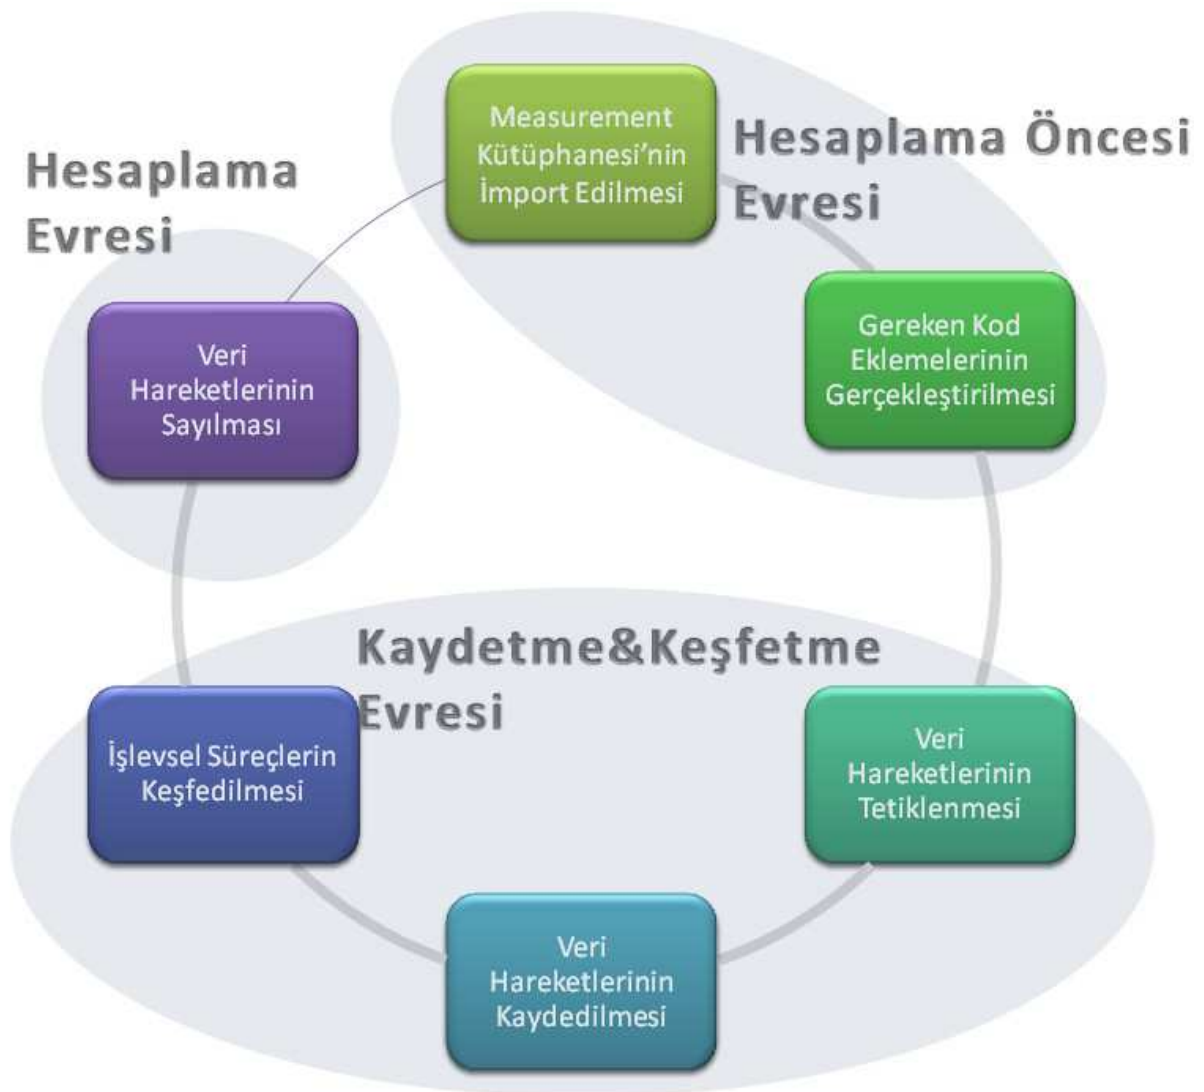 Measurement
Kütüphanesi'nin
İmport Edilmesi
Hesaplama Öncesi
Evresi
Gereken Kod
Eklemelerinin
Gerçekleştirilmesi
Hesaplama
Evresi
Veri
Hareketlerinin
Sayılması
Kaydetme&Keşfetme
Evresi
Veri
Hareketlerinin
Tetiklenmesi
İşlevsel Süreçlerin
Keşfedilmesi
Veri
Hareketlerinin
Kaydedilmesi